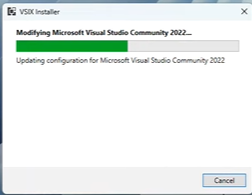 VSIX Installer
Modifying Microsoft Visual Studio Community 2022...
Updating configuration for Microsoft Visual Studio Community 2022
Cancel